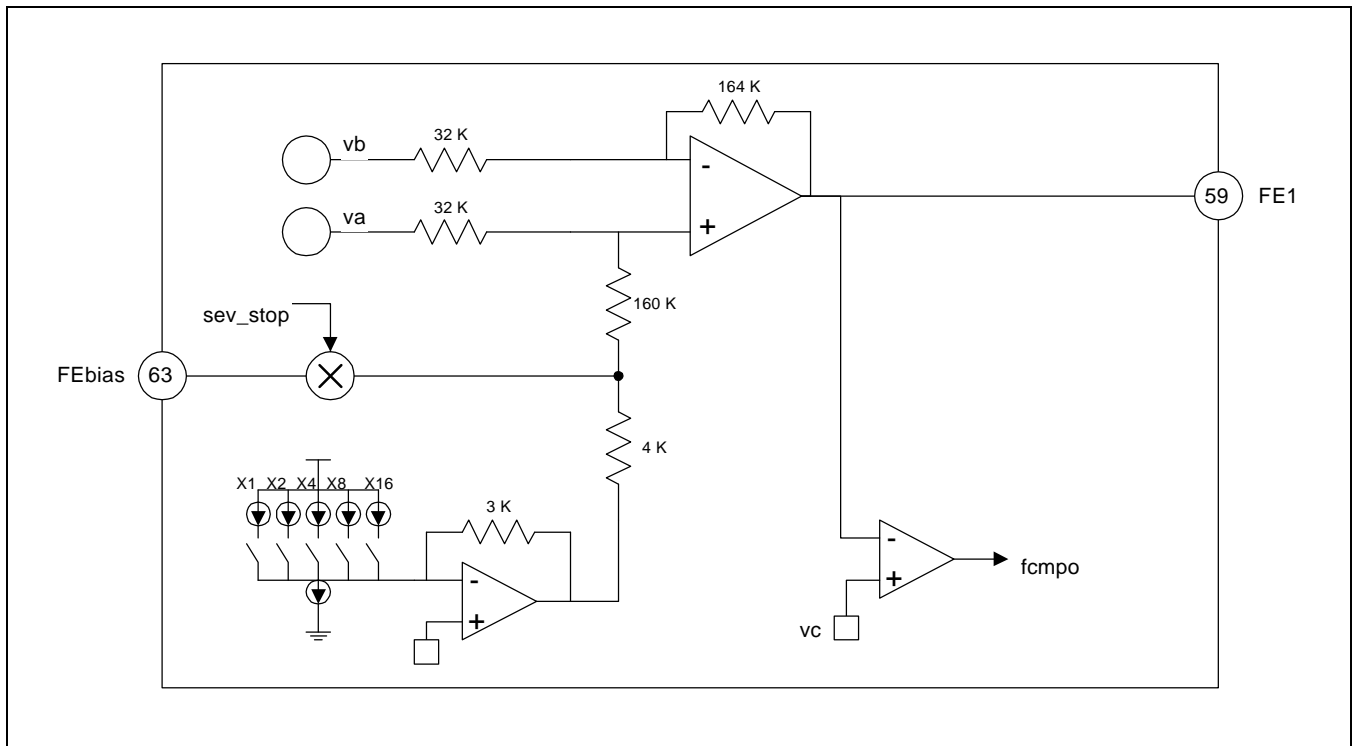 164 K
vb
32 K
-
59
FE1
va
32 K
+
160 K
sev_stop
FEbias
63
4 K
X1 X2 X4 X8 X16
3 K
-
+
-
+
fcmpo
vc